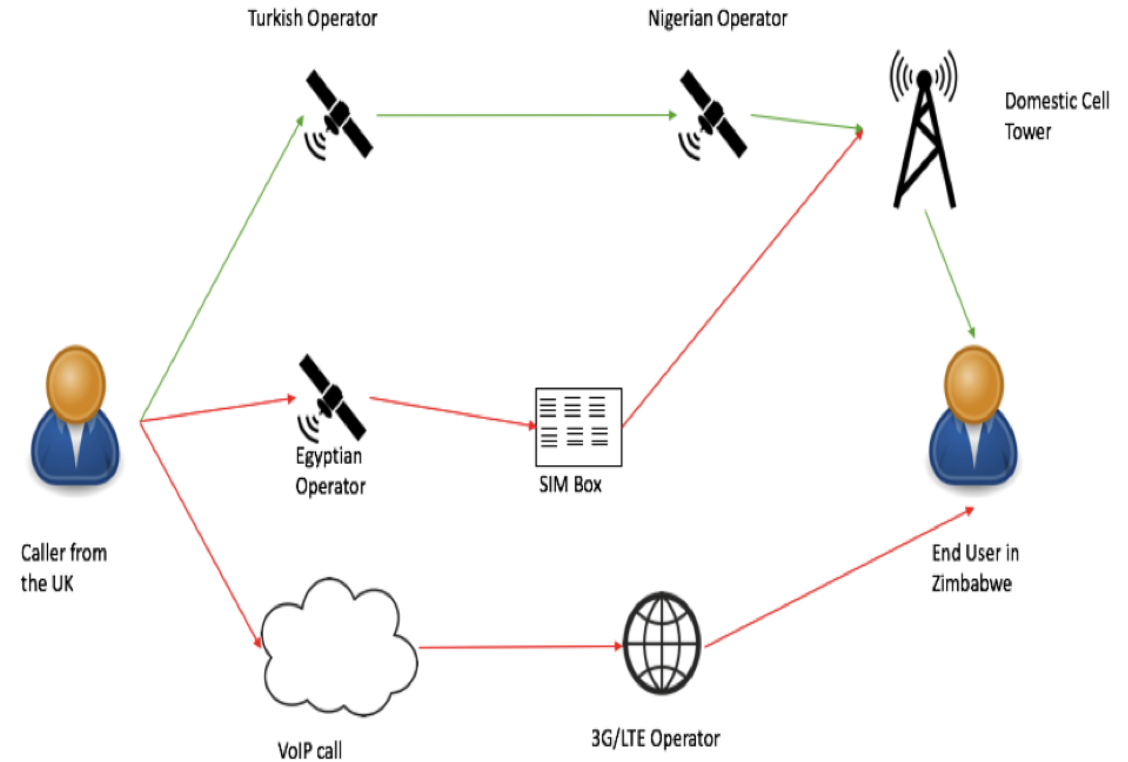 Turkish Operator
Nigerian Operator
Domestic Cell
Tower
Egyptian
Operator
SIM Box
Caller from
the UK
End User in
Zimbabwe
VoIP call
3G/LTE Operator